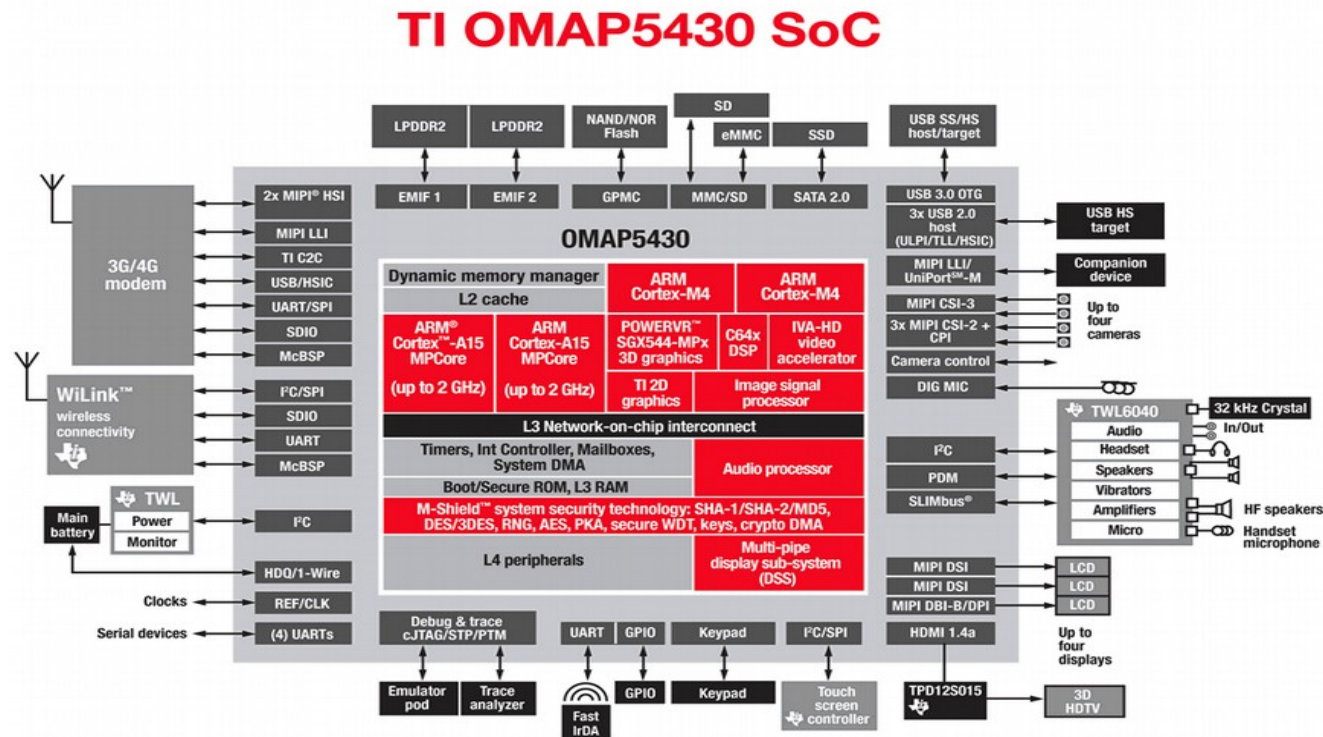 TI OMAP5430 SoC
LPDDR2
LPDDR2
NAND/NOR
Flash
SD
eMMC
SSD
USB SS/HS
host/target
EMIF 1
EMIF 2
GPMC
MMC/SD
SATA 2.0
USB 3.0 OTG
3x USB 2.0
host
(ULPI/TLL/HSIC)
USB HS
target
MIPI LLI/
UniPort℠-M
Companion
device
MIPI CSI-3
3x MIPI CSI-2 +
CPI
Up to
four
cameras
Camera control
DIG MIC
3G/4G
modem
2x MIPI® HSI
MIPI LLI
TI C2C
USB/HSIC
UART/SPI
SDIO
McBSP
WiLink™
wireless
connectivity
I²C/SPI
SDIO
UART
McBSP
TWL
Power
Monitor
Main
battery
I²C
HDQ/1-Wire
Clocks
REF/CLK
Serial devices
(4) UARTs
OMAP5430
Dynamic memory manager
L2 cache
ARM
Cortex-M4
ARM
Cortex-M4
ARM®
Cortex™-A15
MPCore
(up to 2 GHz)
ARM
Cortex-A15
MPCore
(up to 2 GHz)
POWERVR™
SGX544-MPx
3D graphics
C64x
DSP
IVA-HD
video
accelerator
TI 2D
graphics
Image signal
processor
L3 Network-on-chip interconnect
Timers, Int Controller, Mailboxes,
System DMA
Boot/Secure ROM, L3 RAM
Audio processor
M-Shield™ system security technology: SHA-1/SHA-2/MD5,
DES/3DES, RNG, AES, PKA, secure WDT, keys, crypto DMA
L4 peripherals
Multi-pipe
display sub-system
(DSS)
I²C
PDM
SLIMbus®
TWL6040
Audio
Headset
Speakers
Vibrators
Amplifiers
Micro
32 kHz Crystal
In/Out
HF speakers
Handset
microphone
MIPI DSI
LCD
MIPI DSI
LCD
MIPI DBI-B/DPI
LCD
HDMI 1.4a
Up to
four
displays
Debug & trace
cJTAG/STP/PTM
UART
GPIO
Keypad
I²C/SPI
Emulator
pod
Trace
analyzer
Fast
IrDA
GPIO
Keypad
Touch
screen
controller
TPD12S015
3D
HDTV